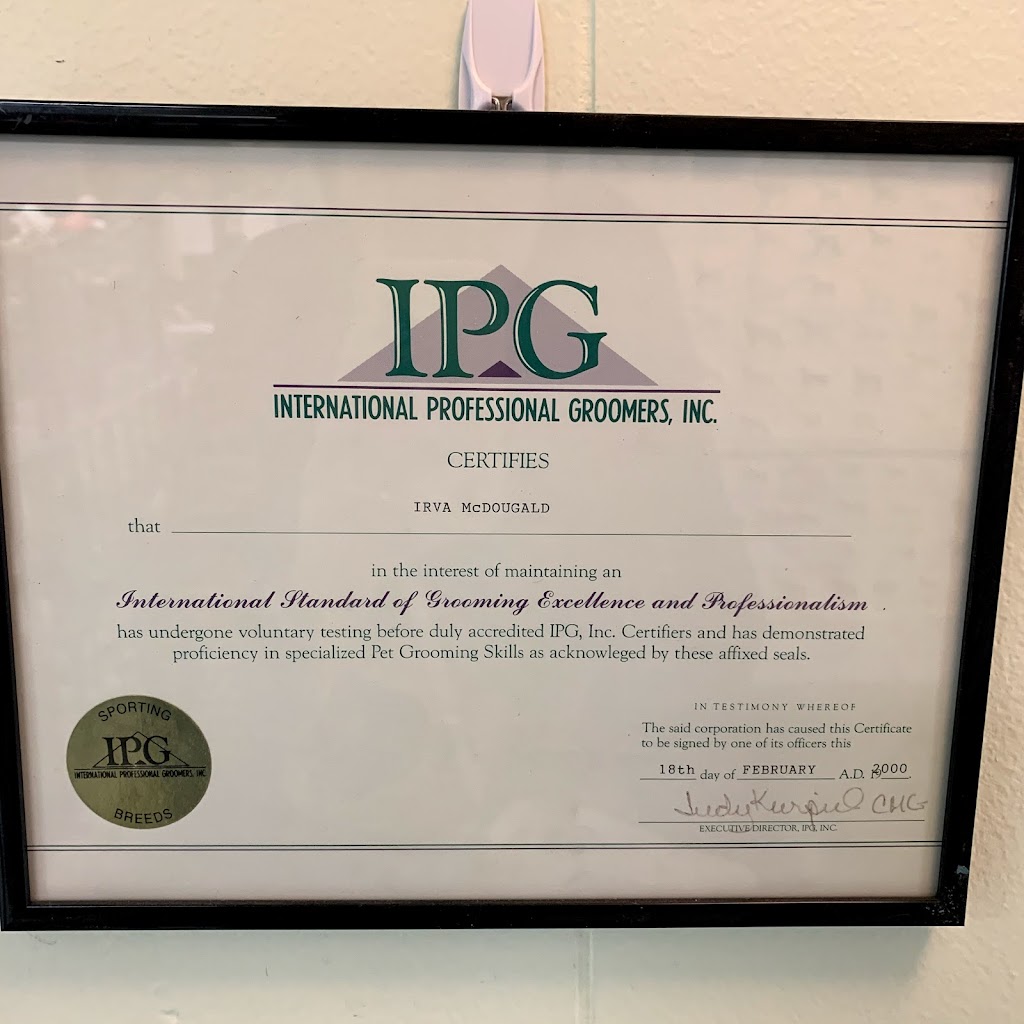 IPG
INTERNATIONAL PROFESSIONAL GROOMERS, INC.
CERTIFIES
IRVA McDOUGALD
that
in the interest of maintaining an
International Standard of Grooming Excellence and Professionalism .
has undergone voluntary testing before duly accredited IPG, Inc. Certifiers and has demonstrated
proficiency in specialized Pet Grooming Skills as acknowleged by these affixed seals.
SPORTING
IPG
INTERNATIONAL PROFESSIONAL GROOMERS, INC.
BREEDS
IN TESTIMONY WHEREOF
The said corporation has caused this Certificate
to be signed by one of its officers this
18th day of FEBRUARY A.D. 2000
Judy Kurpiel CMG
EXECUTIVE DIRECTOR, IPG, INC.